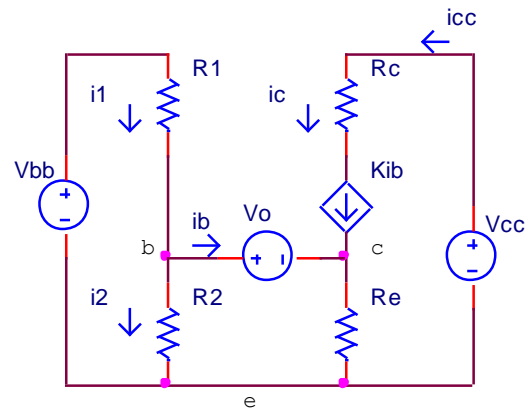 icc
R1 Rc
i1 ic
Vbb Kib
+ −
+ −
Vcc
ib Vo
b c
+ −
i2 R2 Re
e